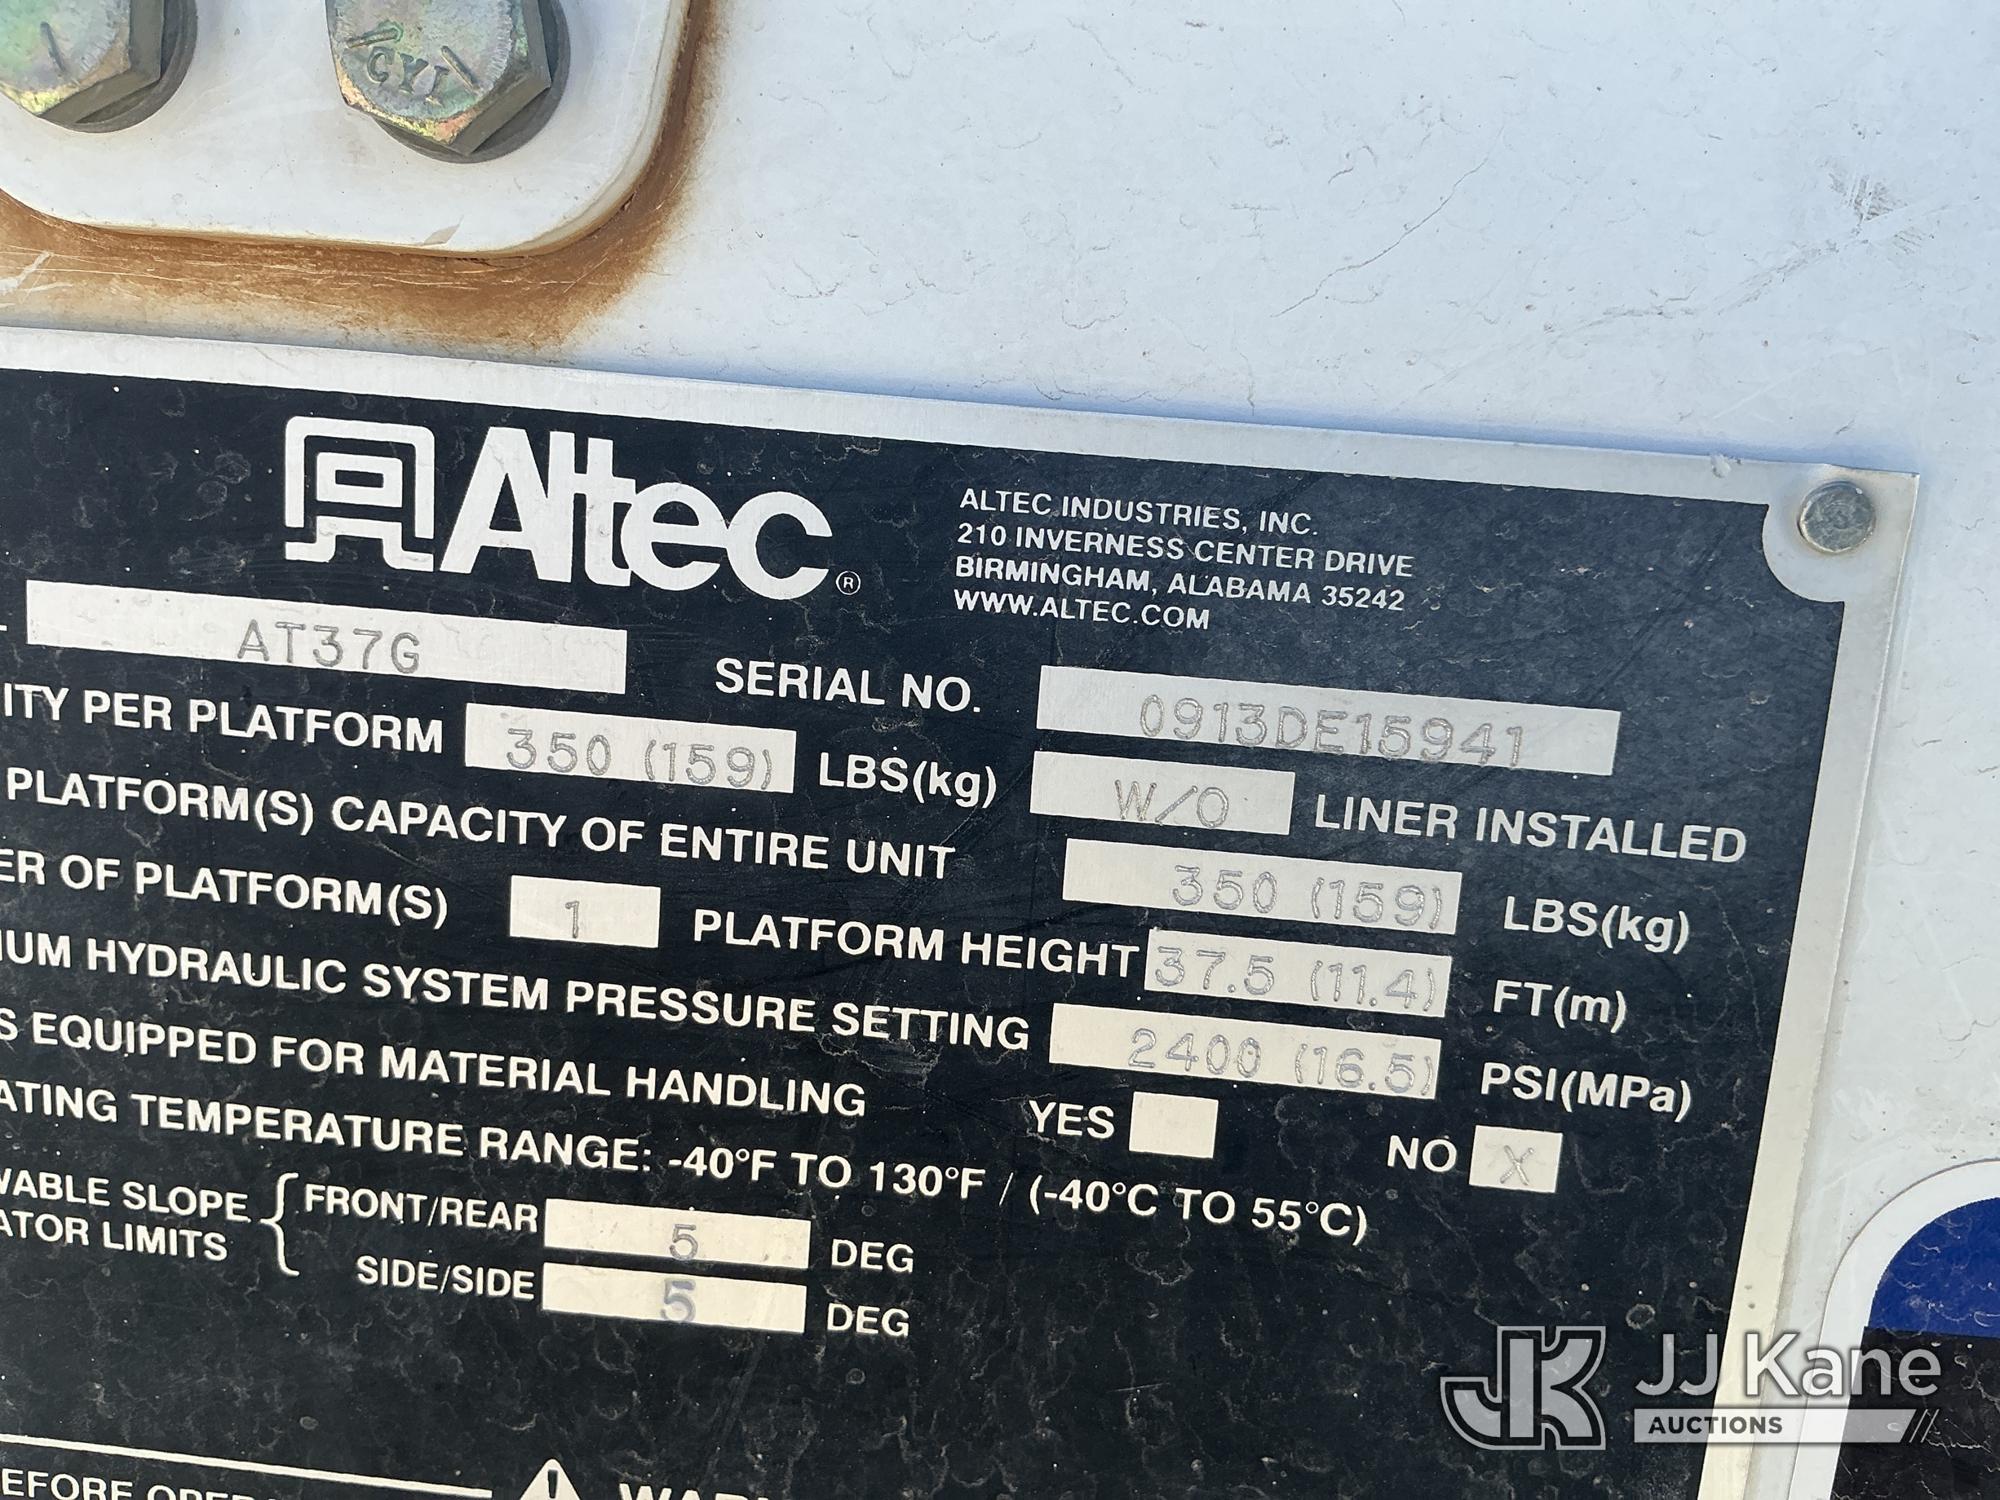 CYI
Altec®
ALTEC INDUSTRIES, INC.
210 INVERNESS CENTER DRIVE
BIRMINGHAM, ALABAMA 35242
WWW.ALTEC.COM
AT37G SERIAL NO. 0913DE15941
ITY PER PLATFORM 350 (159) LBS(kg) W/O LINER INSTALLED
PLATFORM(S) CAPACITY OF ENTIRE UNIT 350 (159) LBS(kg)
ER OF PLATFORM(S) 1 PLATFORM HEIGHT 37.5 (11.4) FT(m)
UM HYDRAULIC SYSTEM PRESSURE SETTING 2400 (16.5) PSI(MPa)
S EQUIPPED FOR MATERIAL HANDLING YES NO X
ATING TEMPERATURE RANGE: -40°F TO 130°F / (-40°C TO 55°C)
WABLE SLOPE FRONT/REAR 5 DEG
ATOR LIMITS SIDE/SIDE 5 DEG
JK JJ Kane
AUCTIONS